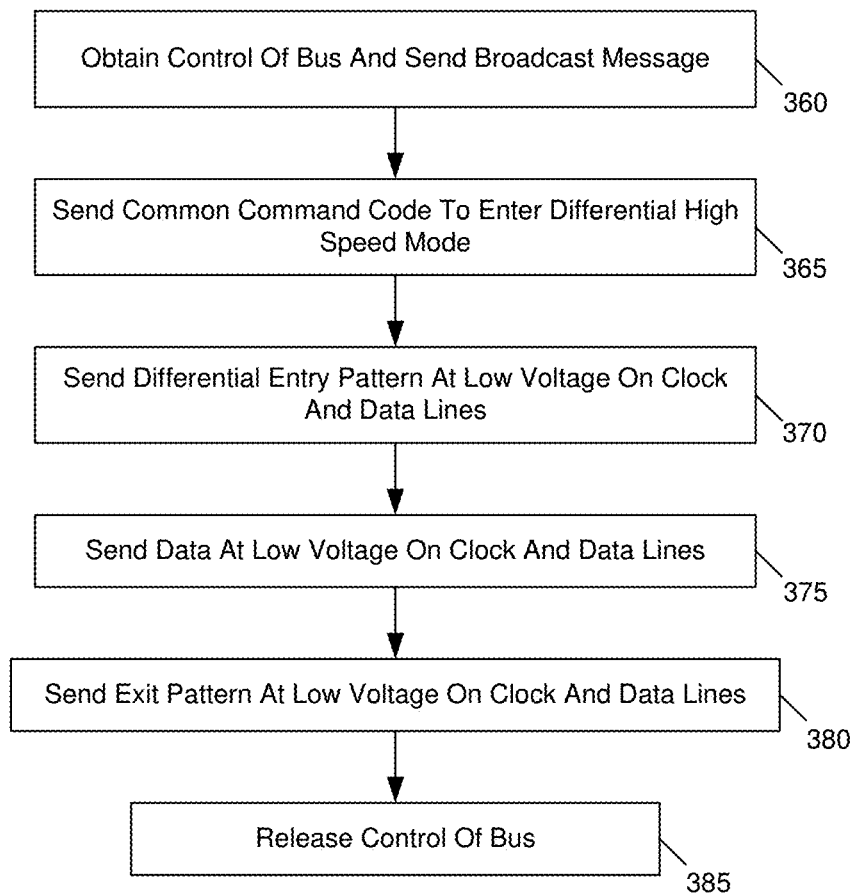 Obtain Control Of Bus And Send Broadcast Message
360
Send Common Command Code To Enter Differential High
Speed Mode
365
Send Differential Entry Pattern At Low Voltage On Clock
And Data Lines
370
Send Data At Low Voltage On Clock And Data Lines
375
Send Exit Pattern At Low Voltage On Clock And Data Lines
380
Release Control Of Bus
385